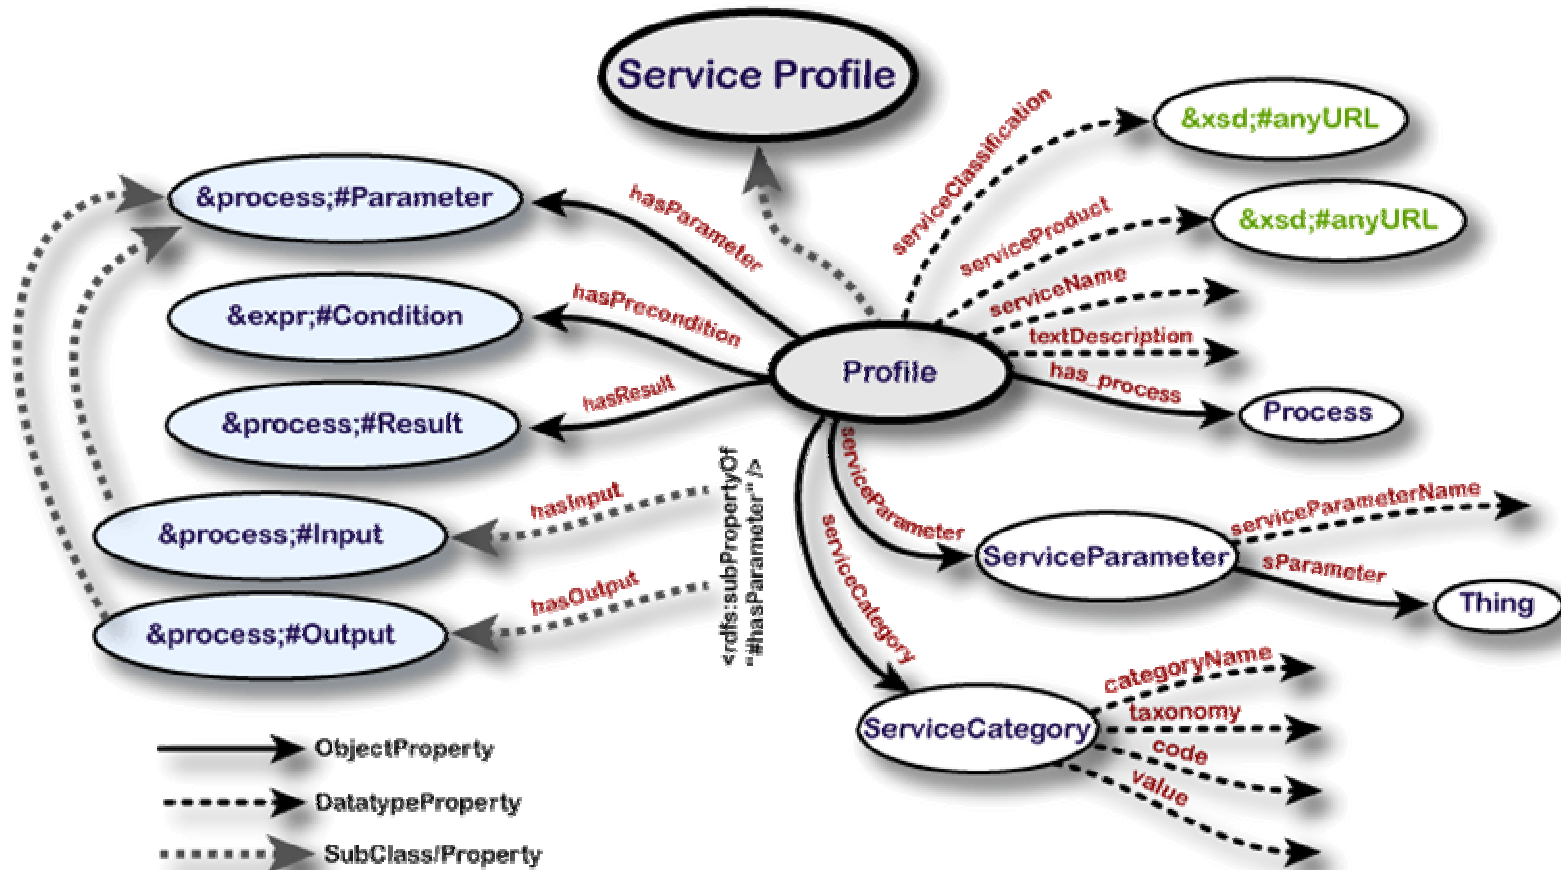 Service Profile
serviceClassification
&xsd;#anyURL
&process;#Parameter
hasParameter
serviceProduct
&xsd;#anyURL
serviceName
&expr;#Condition
hasPrecondition
textDescription
Profile
has_process
Process
&process;#Result
hasResult
serviceParameter
<rdfs:subPropertyOf
"#hasParameter" />
&process;#Input
hasInput
serviceCategory
ServiceParameter
serviceParameterName
sParameter
Thing
&process;#Output
hasOutput
ServiceCategory
categoryName
taxonomy
code
value
ObjectProperty
DatatypeProperty
SubClass/Property